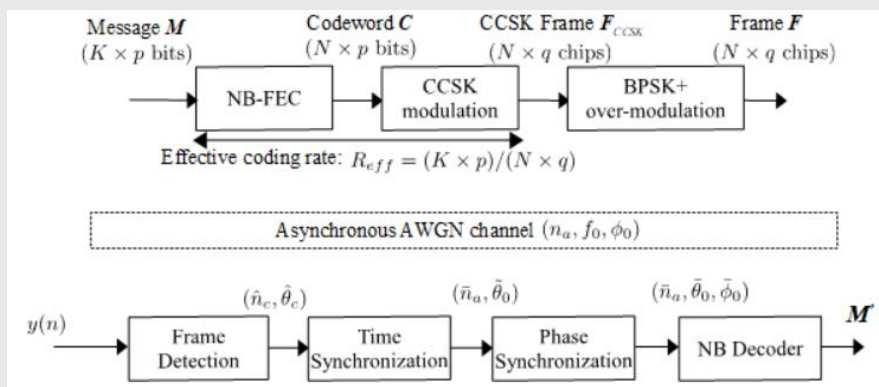 Message M Codeword C CCSK Frame F_CCSK Frame F
(K × p bits) (N × p bits) (N × q chips) (N × q chips)
NB-FEC CCSK modulation BPSK+ over-modulation
Effective coding rate: R_eff = (K × p)/(N × q)
Asynchronous AWGN channel (n_a, f_0, ϕ_0)
(n̂_c, θ̂_c) (n̄_a, θ̃_0) (n̄_a, θ̄_0, ϕ̄_0)
y(n) M'
Frame Detection Time Synchronization Phase Synchronization NB Decoder